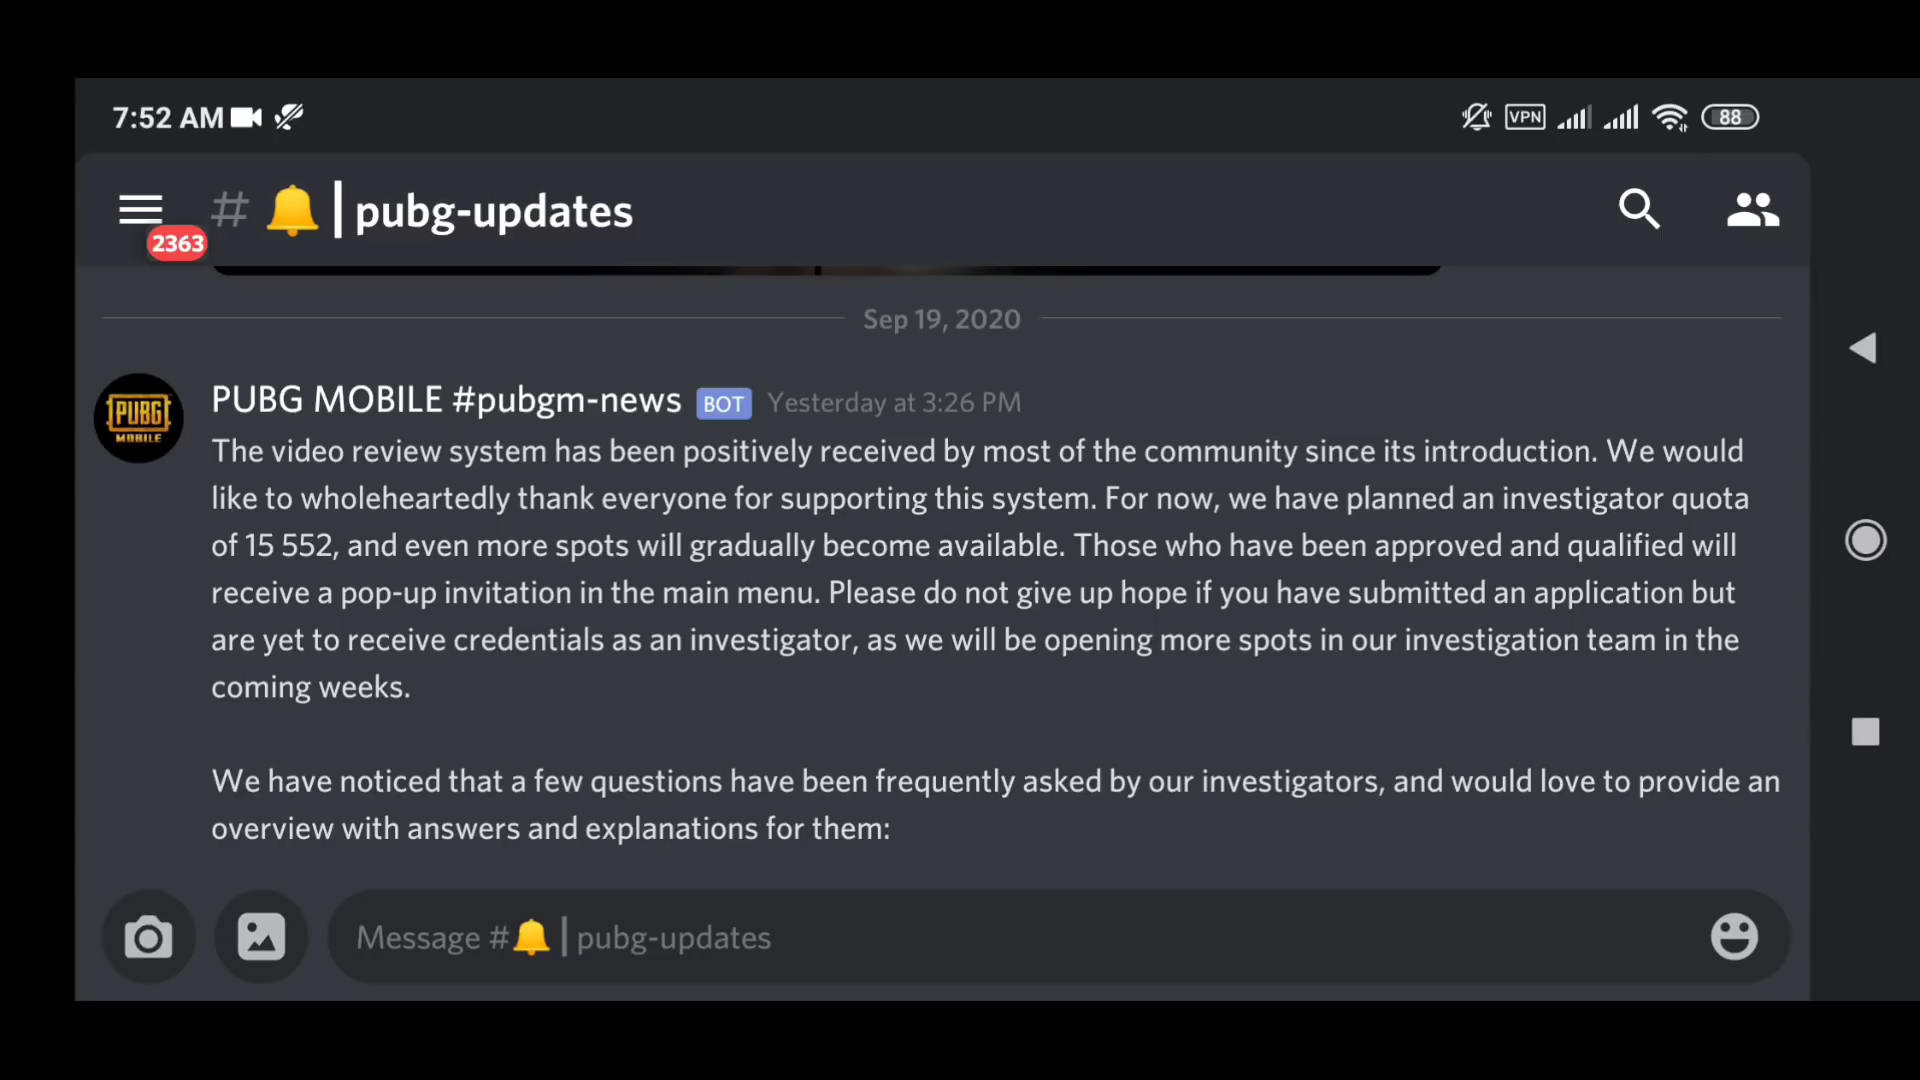 7:52 AM VPN 88
# 🔔 | pubg-updates
2363
Sep 19, 2020
PUBG MOBILE #pubgm-news BOT Yesterday at 3:26 PM
PUBG
MOBILE
The video review system has been positively received by most of the community since its introduction. We would
like to wholeheartedly thank everyone for supporting this system. For now, we have planned an investigator quota
of 15 552, and even more spots will gradually become available. Those who have been approved and qualified will
receive a pop-up invitation in the main menu. Please do not give up hope if you have submitted an application but
are yet to receive credentials as an investigator, as we will be opening more spots in our investigation team in the
coming weeks.
We have noticed that a few questions have been frequently asked by our investigators, and would love to provide an
overview with answers and explanations for them:
Message #🔔 | pubg-updates